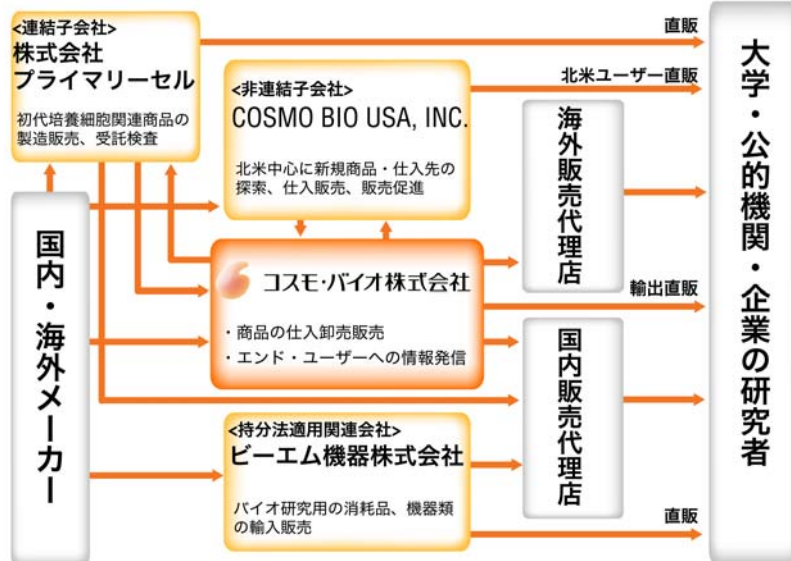 <連結子会社>
株式会社
プライマリーセル
初代培養細胞関連商品の
製造販売、受託検査
直販
<非連結子会社>
COSMO BIO USA, INC.
北米中心に新規商品・仕入先の
探索、仕入販売、販売促進
北米ユーザー直販
海外販売代理店
大学・公的機関・企業の研究者
国内・海外メーカー
コスモ・バイオ株式会社
・商品の仕入卸売販売
・エンド・ユーザーへの情報発信
輸出直販
国内販売代理店
<持分法適用関連会社>
ビーエム機器株式会社
バイオ研究用の消耗品、機器類
の輸入販売
直販